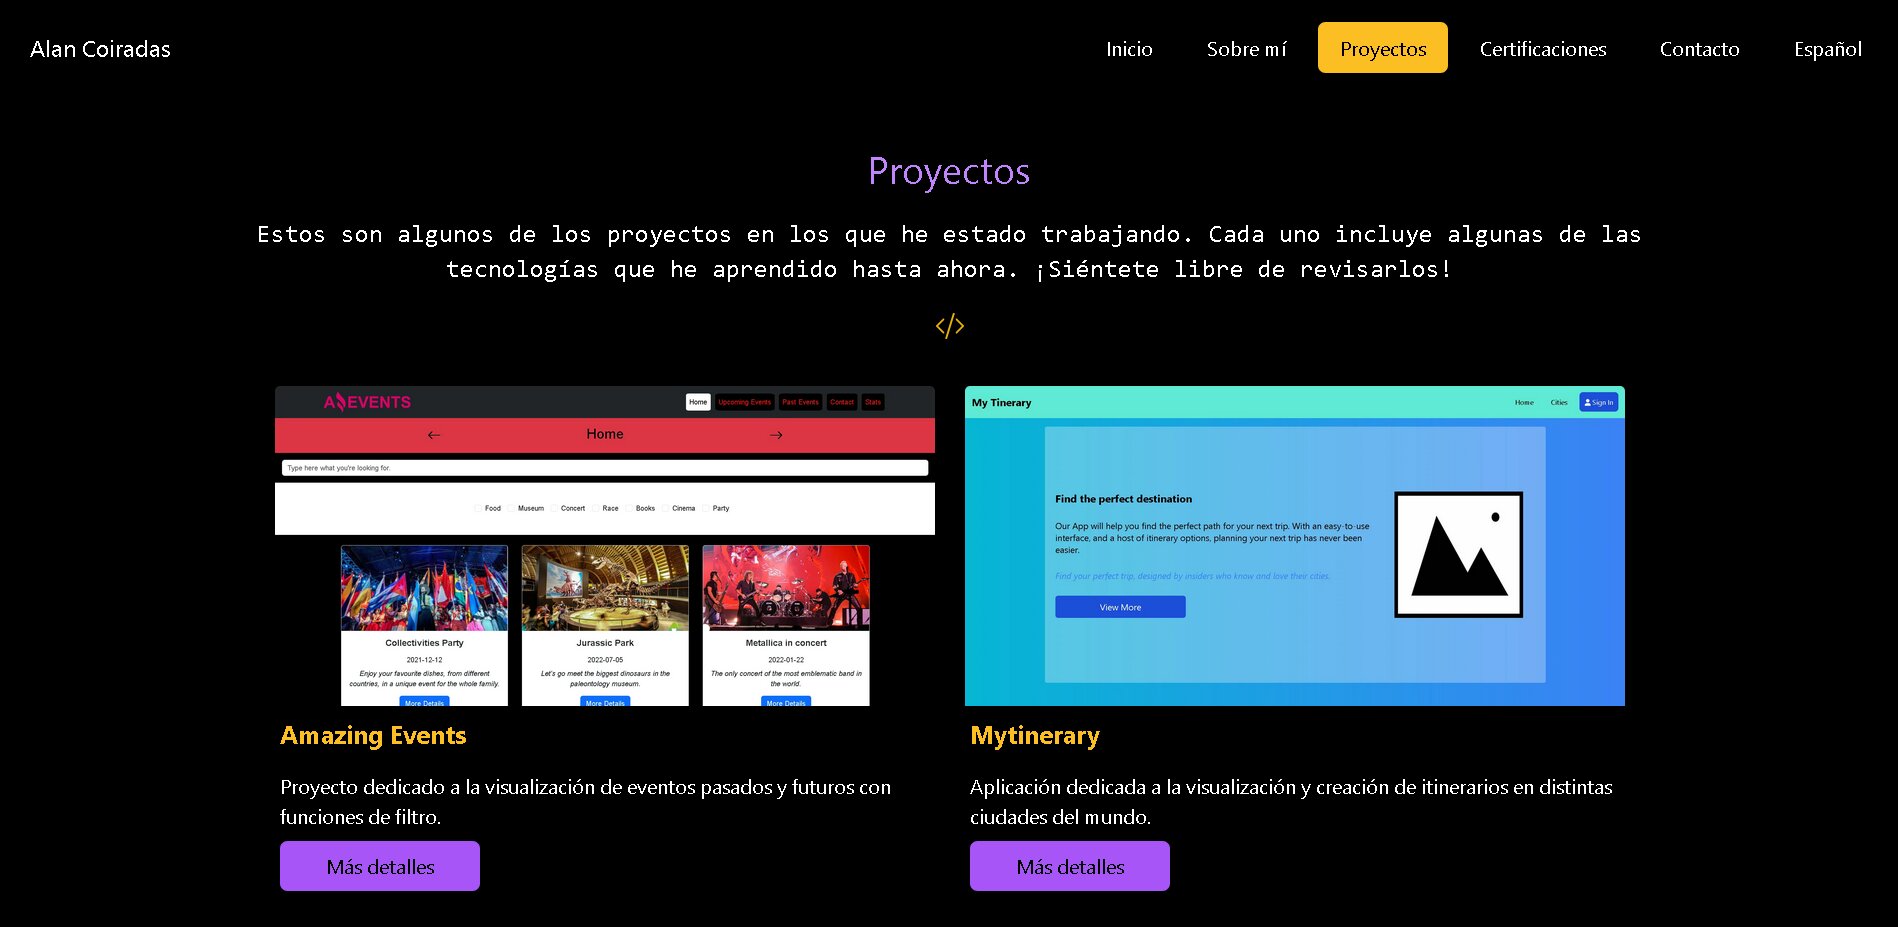 Alan Coiradas
Inicio Sobre mí Proyectos Certificaciones Contacto Español
Proyectos
Estos son algunos de los proyectos en los que he estado trabajando. Cada uno incluye algunas de las
tecnologías que he aprendido hasta ahora. ¡Siéntete libre de revisarlos!
</>
A EVENTS
Home Upcoming Events Past Events Contact Stats
← Home →
Type here what you're looking for.
Food Museum Concert Race Books Cinema Party
Collectivities Party
2021-12-12
Enjoy your favourite dishes, from different
countries, in a unique event for the whole family.
More Details
Jurassic Park
2022-07-05
Let's go meet the biggest dinosaurs in the
paleontology museum.
More Details
Metallica in concert
2022-01-22
The only concert of the most emblematic band in
the world.
More Details
Amazing Events
Proyecto dedicado a la visualización de eventos pasados y futuros con
funciones de filtro.
Más detalles
My Tinerary
Home Cities Sign In
Find the perfect destination
Our App will help you find the perfect path for your next trip. With an easy-to-use
interface, and a host of itinerary options, planning your next trip has never been
easier.
Find your perfect trip, designed by insiders who know and love their cities.
View More
Mytinerary
Aplicación dedicada a la visualización y creación de itinerarios en distintas
ciudades del mundo.
Más detalles